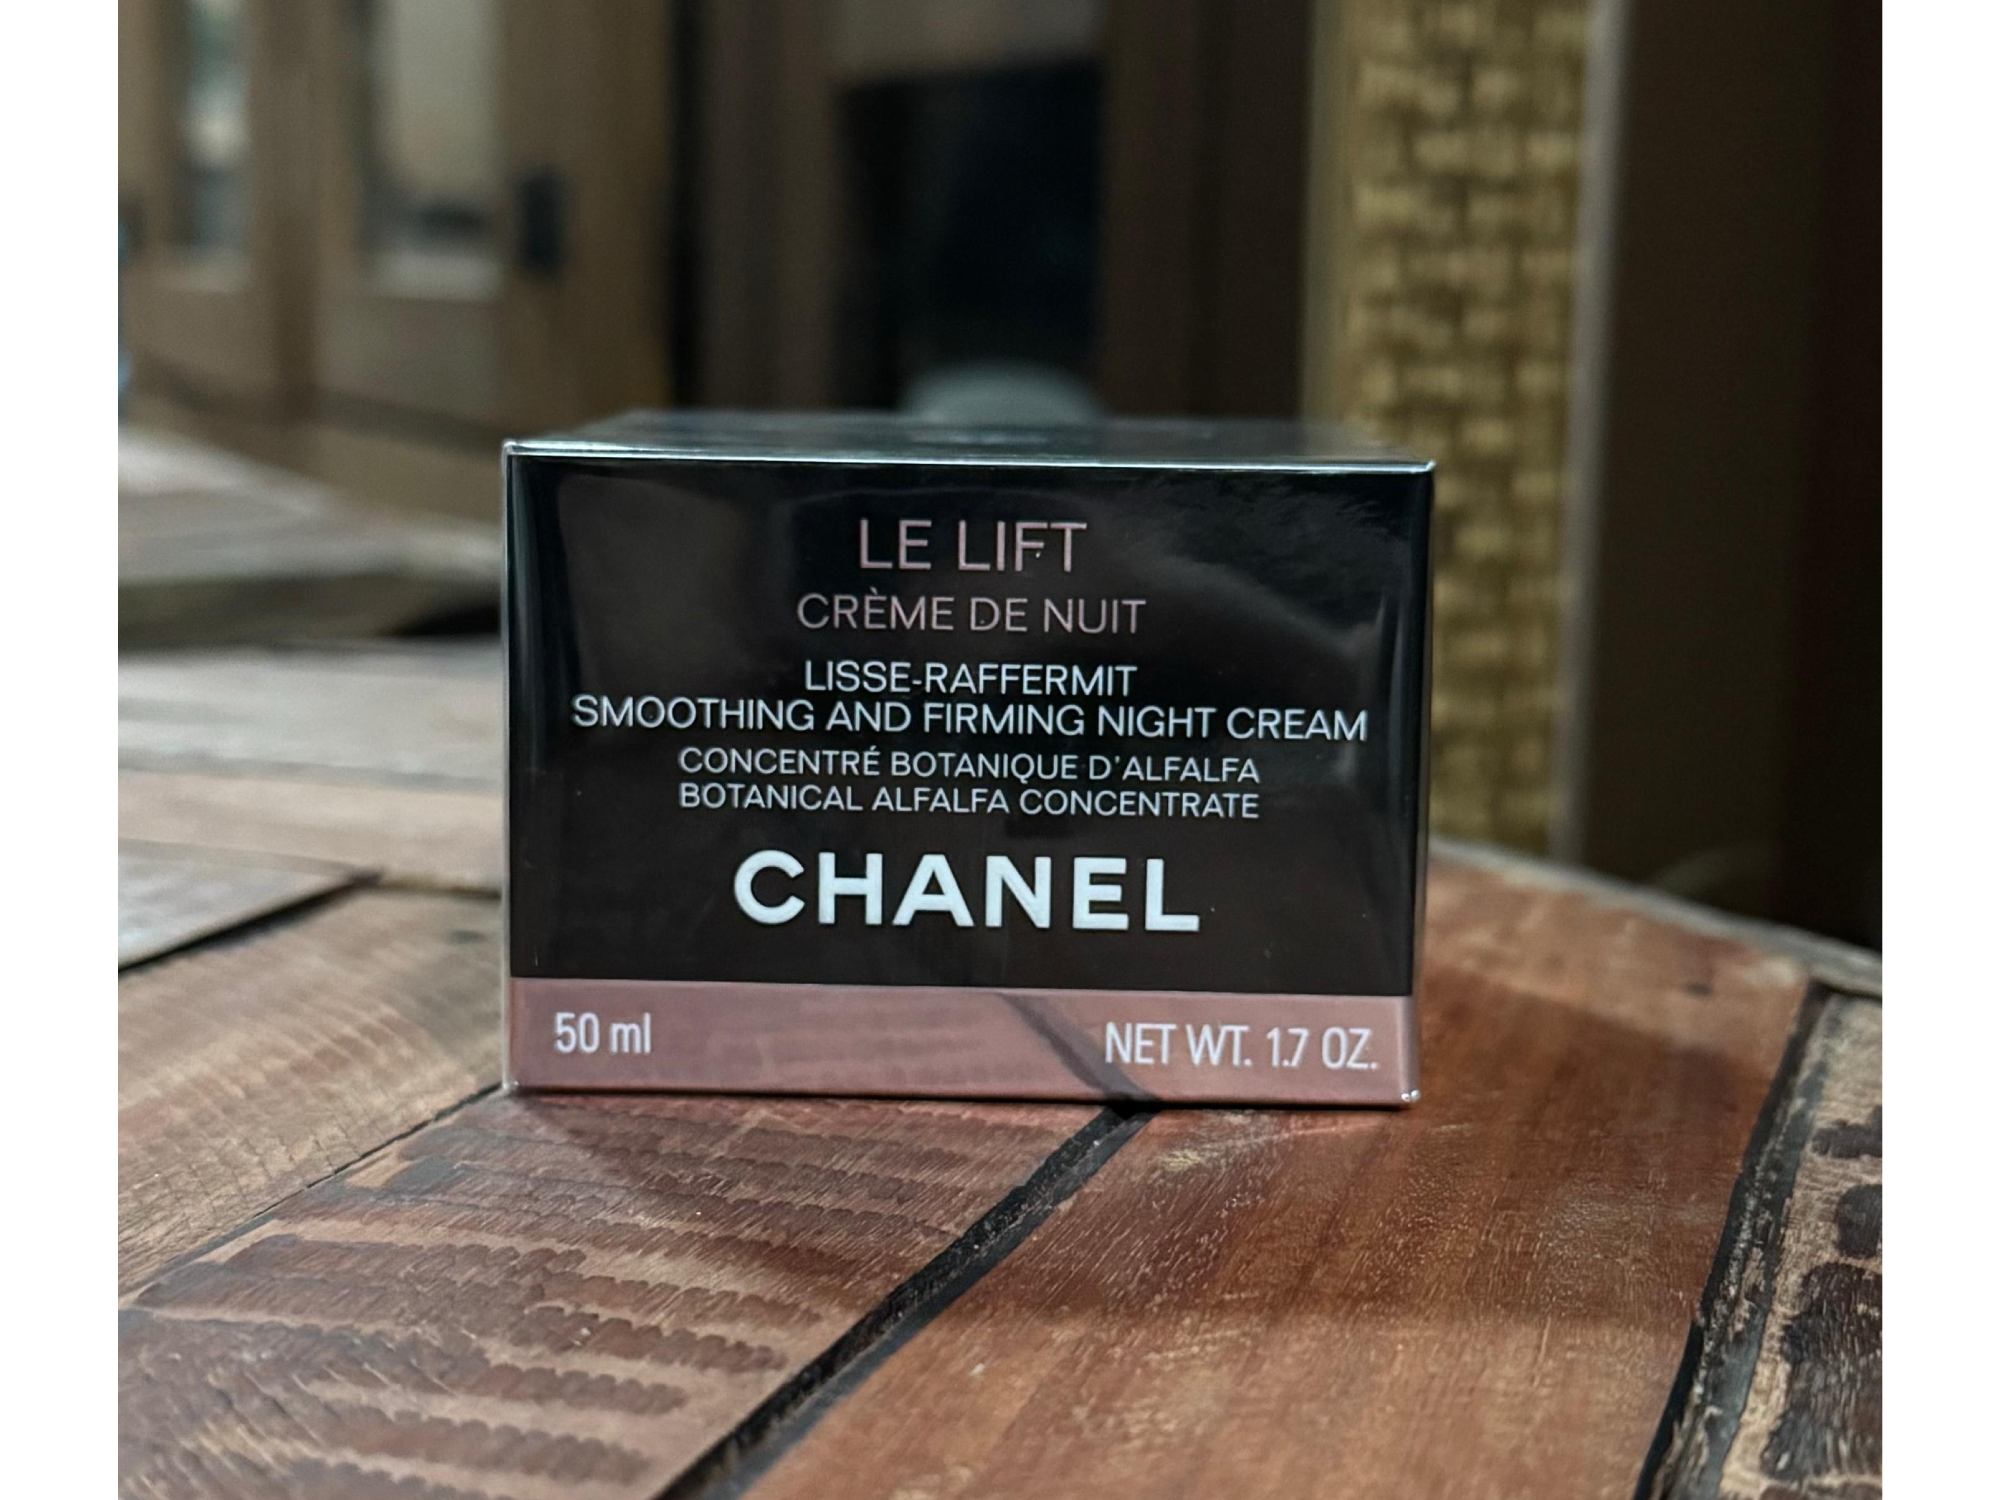 LE LIFT
CRÈME DE NUIT
LISSE-RAFFERMIT
SMOOTHING AND FIRMING NIGHT CREAM
CONCENTRÉ BOTANIQUE D'ALFALFA
BOTANICAL ALFALFA CONCENTRATE
CHANEL
50 ml NET WT. 1.7 OZ.